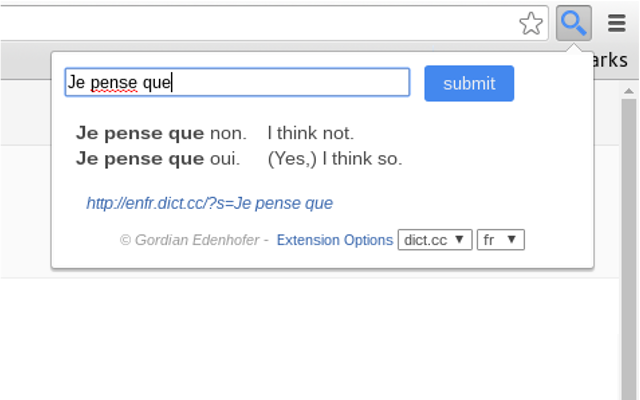 arks
Je pense que
submit
Je pense que non. I think not.
Je pense que oui. (Yes,) I think so.
http://enfr.dict.cc/?s=Je pense que
© Gordian Edenhofer - Extension Options dict.cc ▼ fr ▼